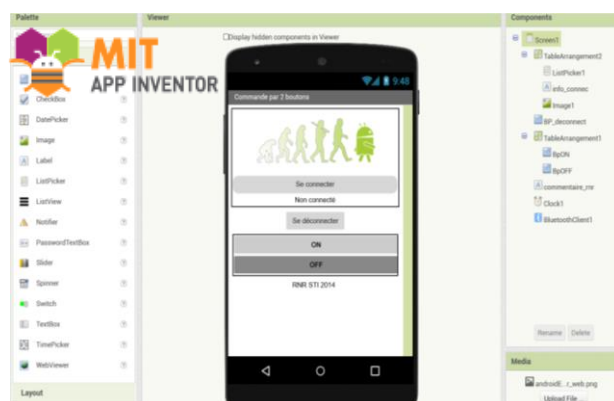 Palette
Viewer
Components
MIT
APP INVENTOR
Display hidden components in Viewer
CheckBox
DatePicker
Image
Label
ListPicker
ListView
Notifier
PasswordTextBox
Slider
Spinner
Switch
TextBox
TimePicker
WebViewer
Layout
9:48
Commande par 2 boutons
Se connecter
Non connecté
Se déconnecter
ON
OFF
RNR STI 2014
TableArrangement2
ListPicker1
info_connec
Image1
BP_deconnect
TableArrangement1
BpON
BpOFF
commentaire_rnr
Clock1
BluetoothClient1
Rename Delete
Media
androidE...r_web.png
Upload File ...